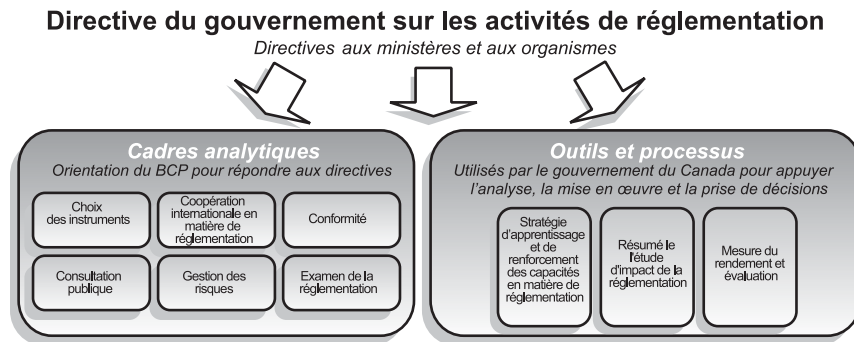 Directive du gouvernement sur les activités de réglementation
Directives aux ministères et aux organismes
Cadres analytiques
Orientation du BCP pour répondre aux directives
Choix
des instruments
Coopération
internationale en
matière de
réglementation
Conformité
Consultation
publique
Gestion des
risques
Examen de la
réglementation
Outils et processus
Utilisés par le gouvernement du Canada pour appuyer
l'analyse, la mise en œuvre et la prise de décisions
Stratégie
d'apprentissage
et de
renforcement
des capacités
en matière de
réglementation
Résumé le
l'étude
d'impact de la
réglementation
Mesure du
rendement et
évaluation